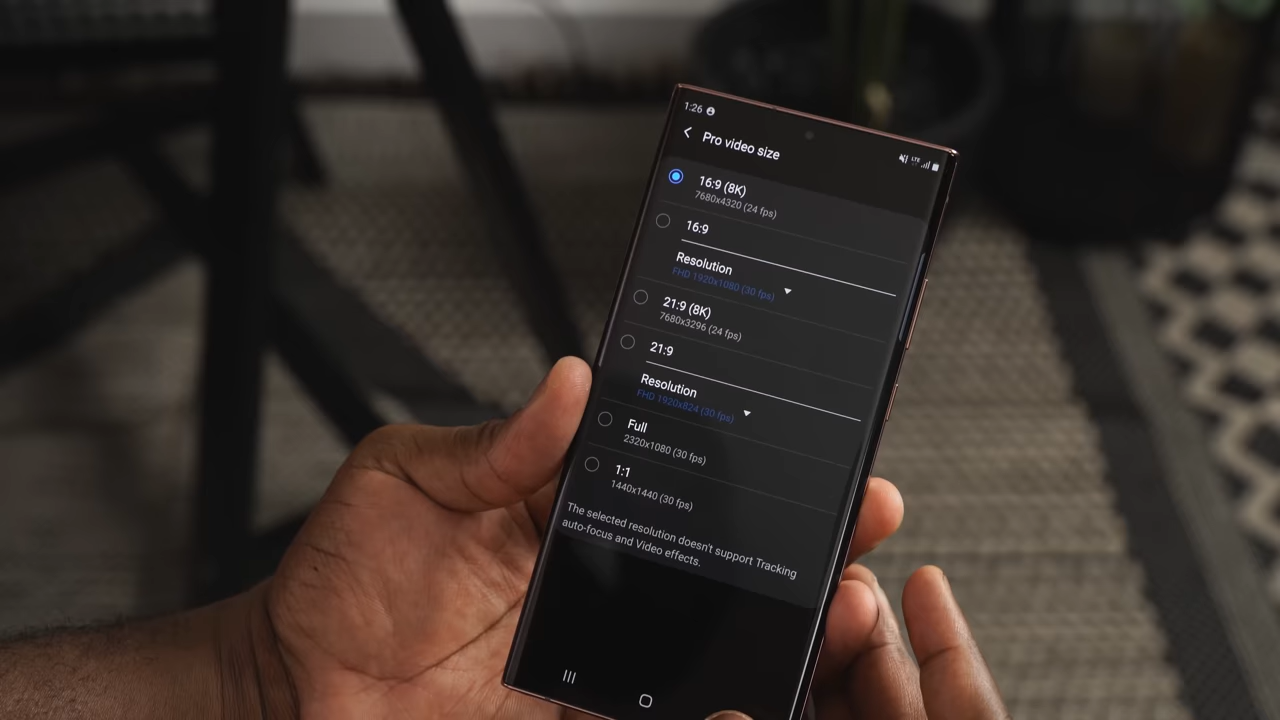 1:26
LTE
Pro video size
16:9 (8K)
7680x4320 (24 fps)
16:9
Resolution
FHD 1920x1080 (30 fps)
21:9 (8K)
7680x3296 (24 fps)
21:9
Resolution
FHD 1920x824 (30 fps)
Full
2320x1080 (30 fps)
1:1
1440x1440 (30 fps)
The selected resolution doesn't support Tracking
auto-focus and Video effects.